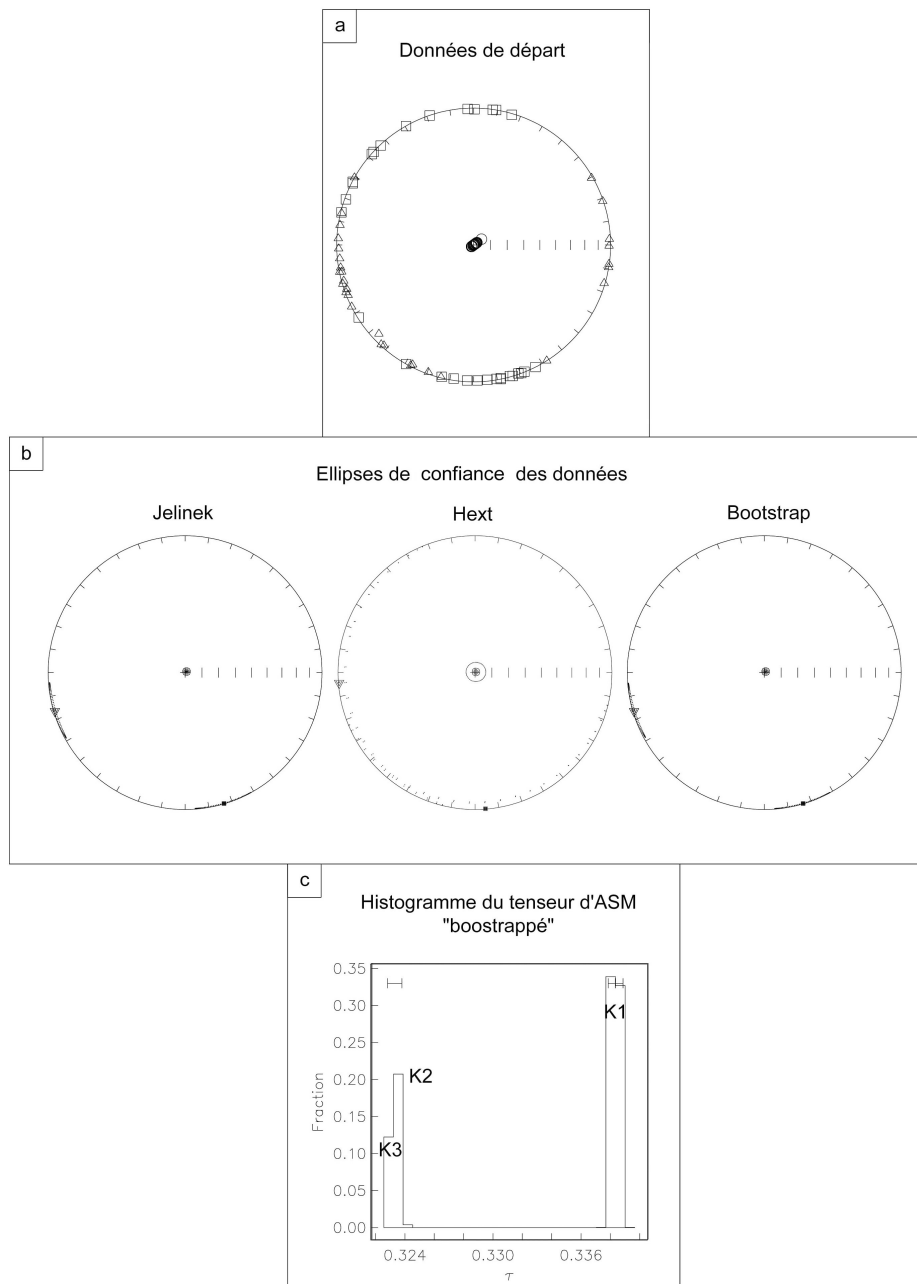 a
Données de départ
b
Ellipses de confiance des données
Jelinek
Hext
Bootstrap
c
Histogramme du tenseur d'ASM
"boostrappé"
0.35
0.30
0.25
0.20
0.15
0.10
0.05
0.00
Fraction
K1
K2
K3
0.324
0.330
0.336
τ